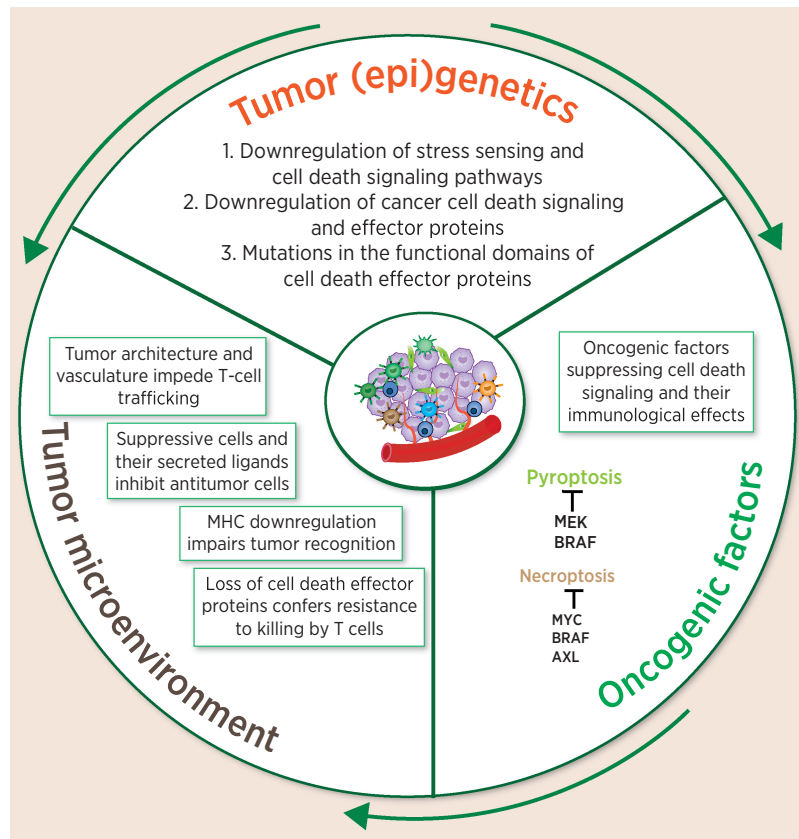 Tumor (epi)genetics
1. Downregulation of stress sensing and
cell death signaling pathways
2. Downregulation of cancer cell death signaling
and effector proteins
3. Mutations in the functional domains of
cell death effector proteins
Tumor architecture and
vasculature impede T-cell
trafficking
Suppressive cells and
their secreted ligands
inhibit antitumor cells
MHC downregulation
impairs tumor recognition
Loss of cell death effector
proteins confers resistance
to killing by T cells
Tumor microenvironment
Oncogenic factors
suppressing cell death
signaling and their
immunological effects
Pyroptosis
MEK
BRAF
Necroptosis
MYC
BRAF
AXL
Oncogenic factors